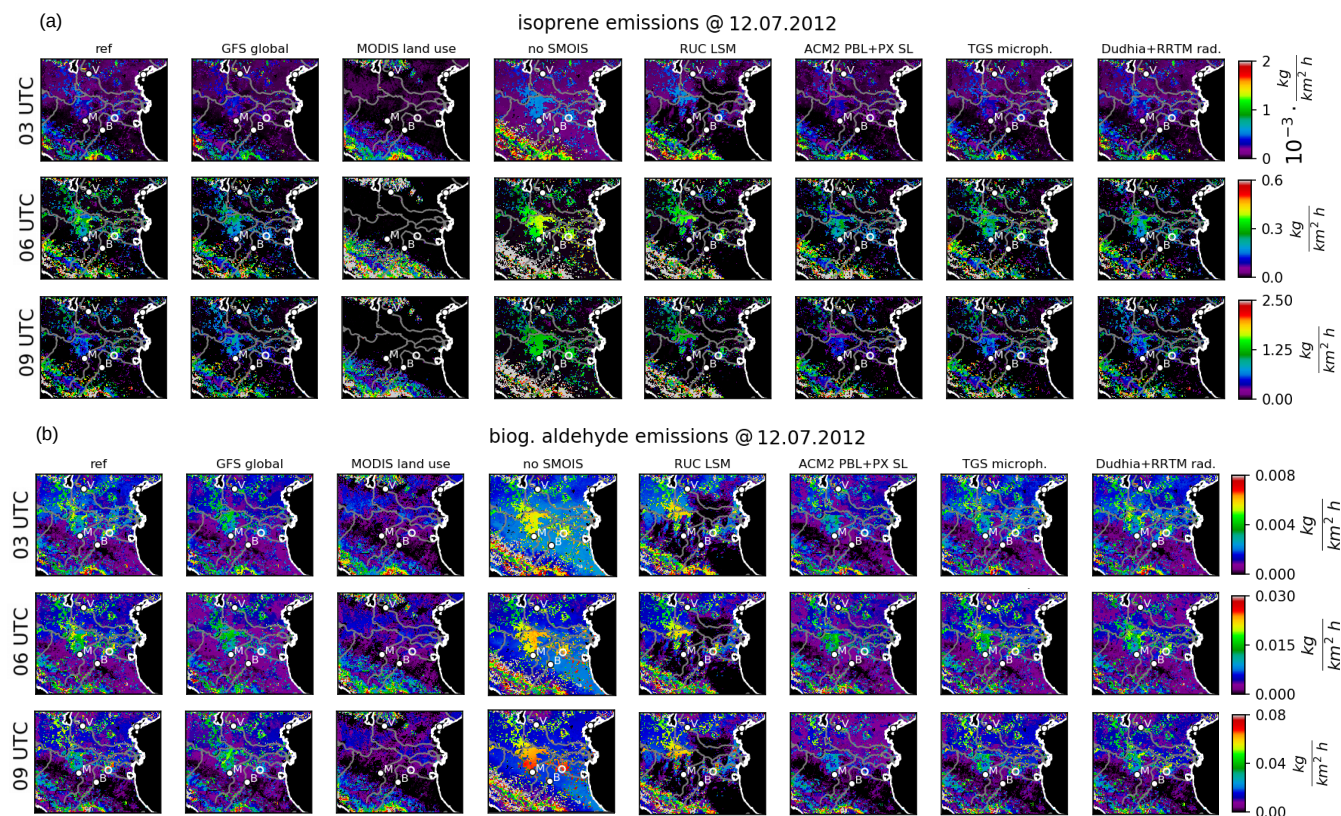 (a)
isoprene emissions @ 12.07.2012
ref GFS global MODIS land use no SMOIS RUC LSM ACM2 PBL+PX SL TGS microph. Dudhia+RRTM rad.
03 UTC
V M B V M B V M B V M B V M B V M B V M B V M B
2
1
0
10⁻³ · kg / km² h
06 UTC
V M B V M B V M B V M B V M B V M B V M B V M B
0.6
0.3
0.0
kg / km² h
09 UTC
V M B V M B V M B V M B V M B V M B V M B V M B
2.50
1.25
0.00
kg / km² h
(b)
biog. aldehyde emissions @ 12.07.2012
ref GFS global MODIS land use no SMOIS RUC LSM ACM2 PBL+PX SL TGS microph. Dudhia+RRTM rad.
03 UTC
V M B V M B V M B V M B V M B V M B V M B V M B
0.008
0.004
0.000
kg / km² h
06 UTC
V M B V M B V M B V M B V M B V M B V M B V M B
0.030
0.015
0.000
kg / km² h
09 UTC
V M B V M B V M B V M B V M B V M B V M B V M B
0.08
0.04
0.00
kg / km² h